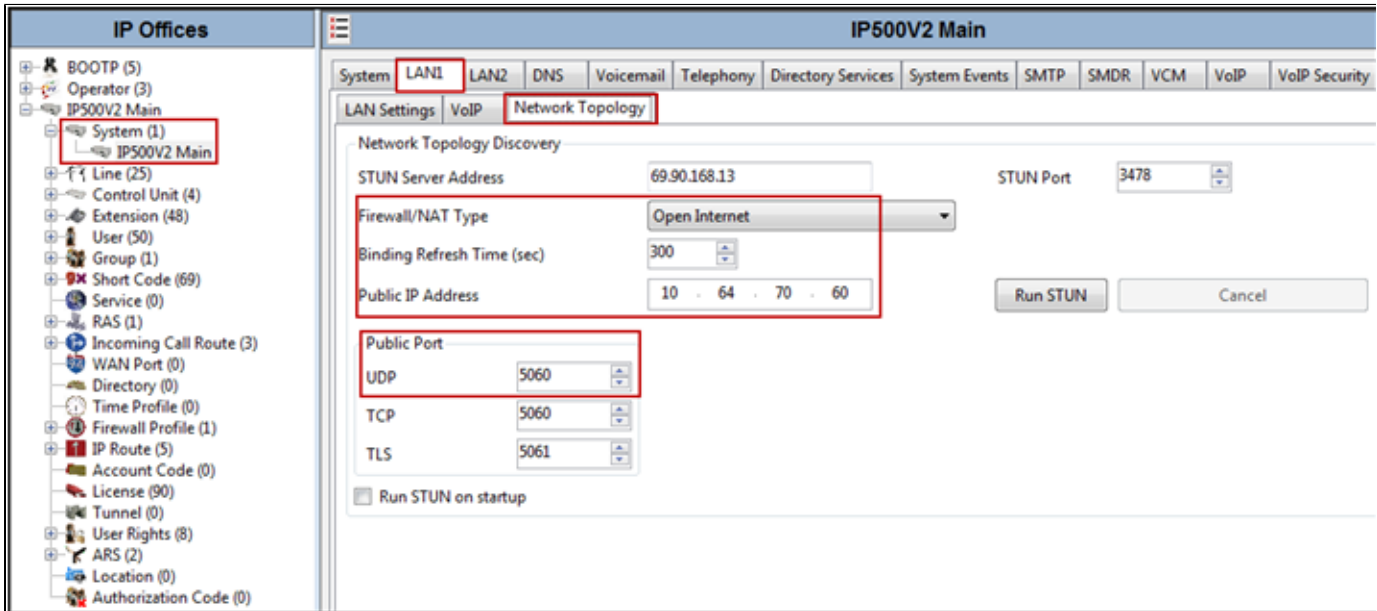 IP Offices
BOOTP (5)
Operator (3)
IP500V2 Main
System (1)
IP500V2 Main
Line (25)
Control Unit (4)
Extension (48)
User (50)
Group (1)
Short Code (69)
Service (0)
RAS (1)
Incoming Call Route (3)
WAN Port (0)
Directory (0)
Time Profile (0)
Firewall Profile (1)
IP Route (5)
Account Code (0)
License (90)
Tunnel (0)
User Rights (8)
ARS (2)
Location (0)
Authorization Code (0)
IP500V2 Main
System LAN1 LAN2 DNS Voicemail Telephony Directory Services System Events SMTP SMDR VCM VoIP VoIP Security
LAN Settings VoIP Network Topology
Network Topology Discovery
STUN Server Address 69.90.168.13 STUN Port 3478
Firewall/NAT Type Open Internet
Binding Refresh Time (sec) 300
Public IP Address 10 . 64 . 70 . 60 Run STUN Cancel
Public Port
UDP 5060
TCP 5060
TLS 5061
Run STUN on startup